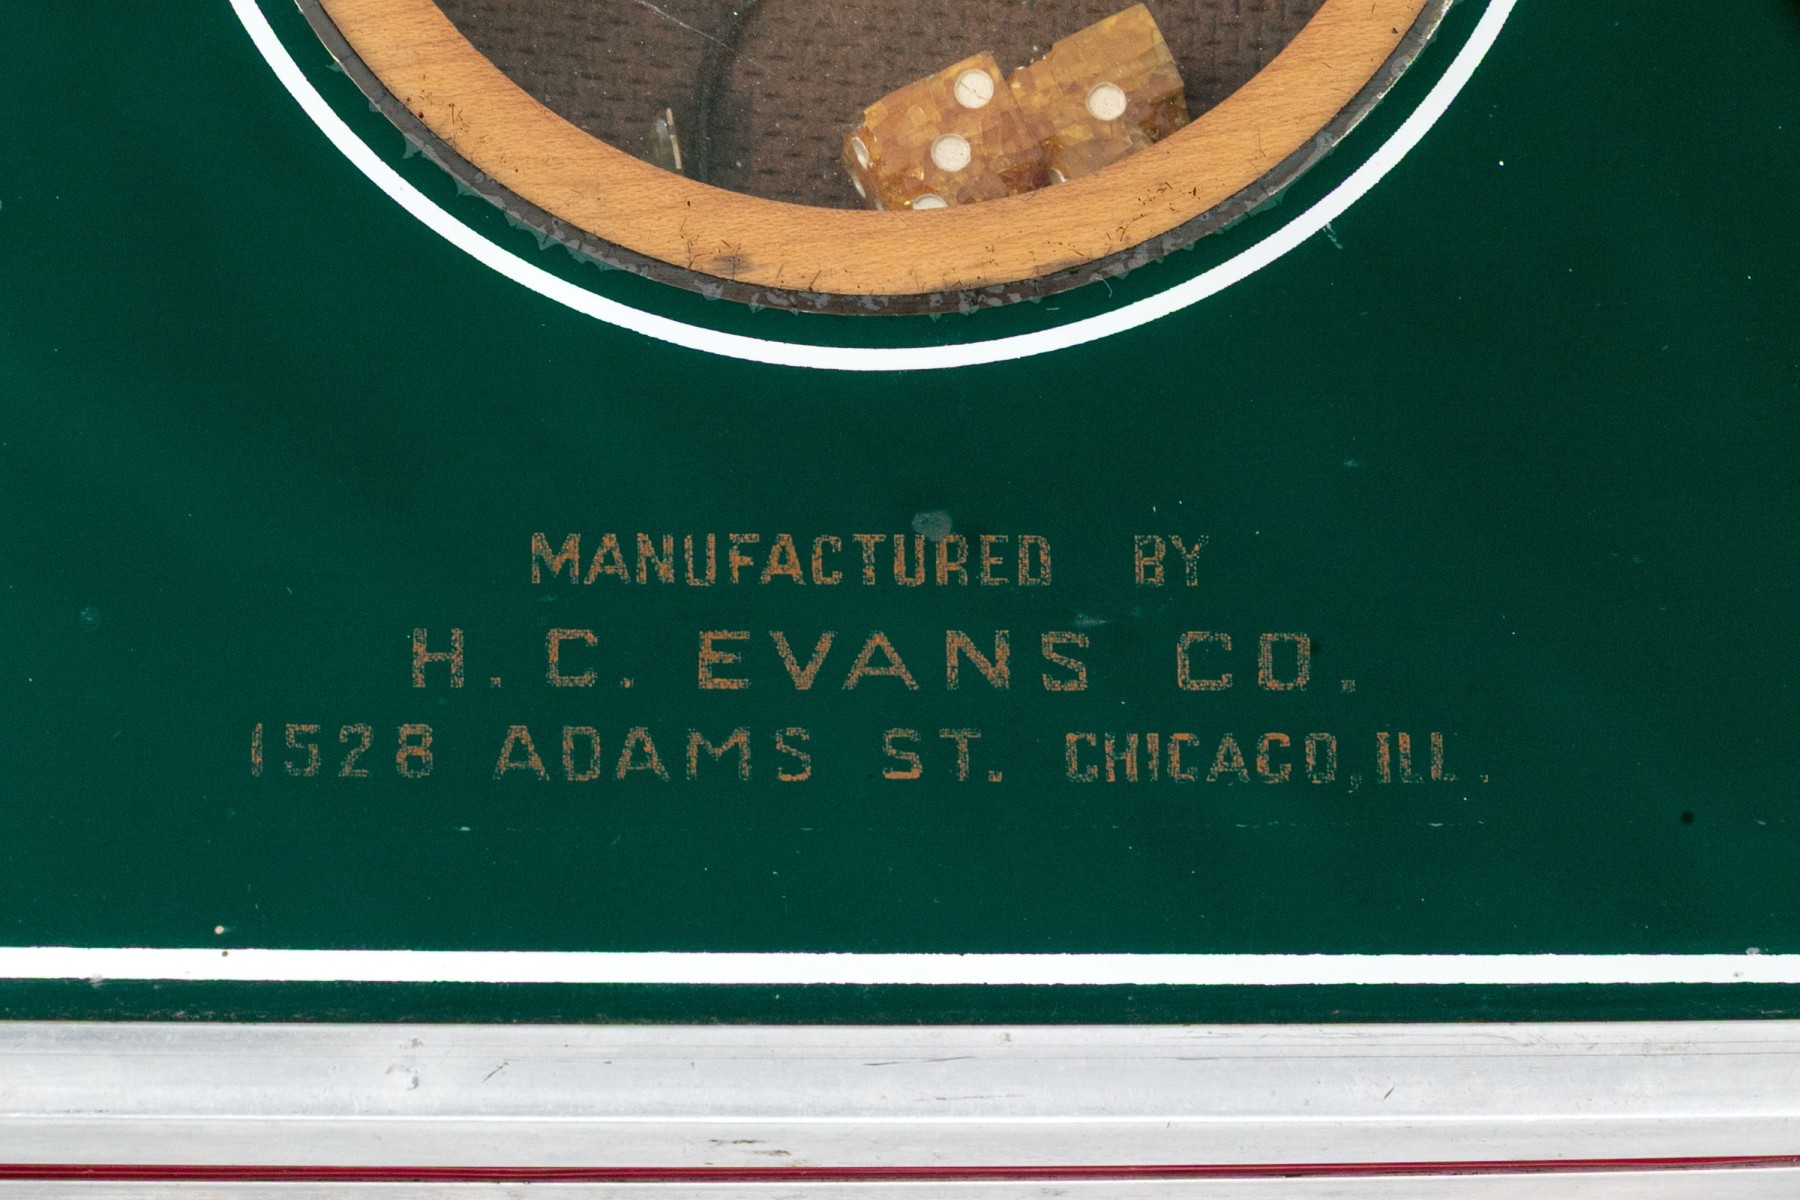 MANUFACTURED BY
H. C. EVANS CO.
1528 ADAMS ST. CHICAGO, ILL.